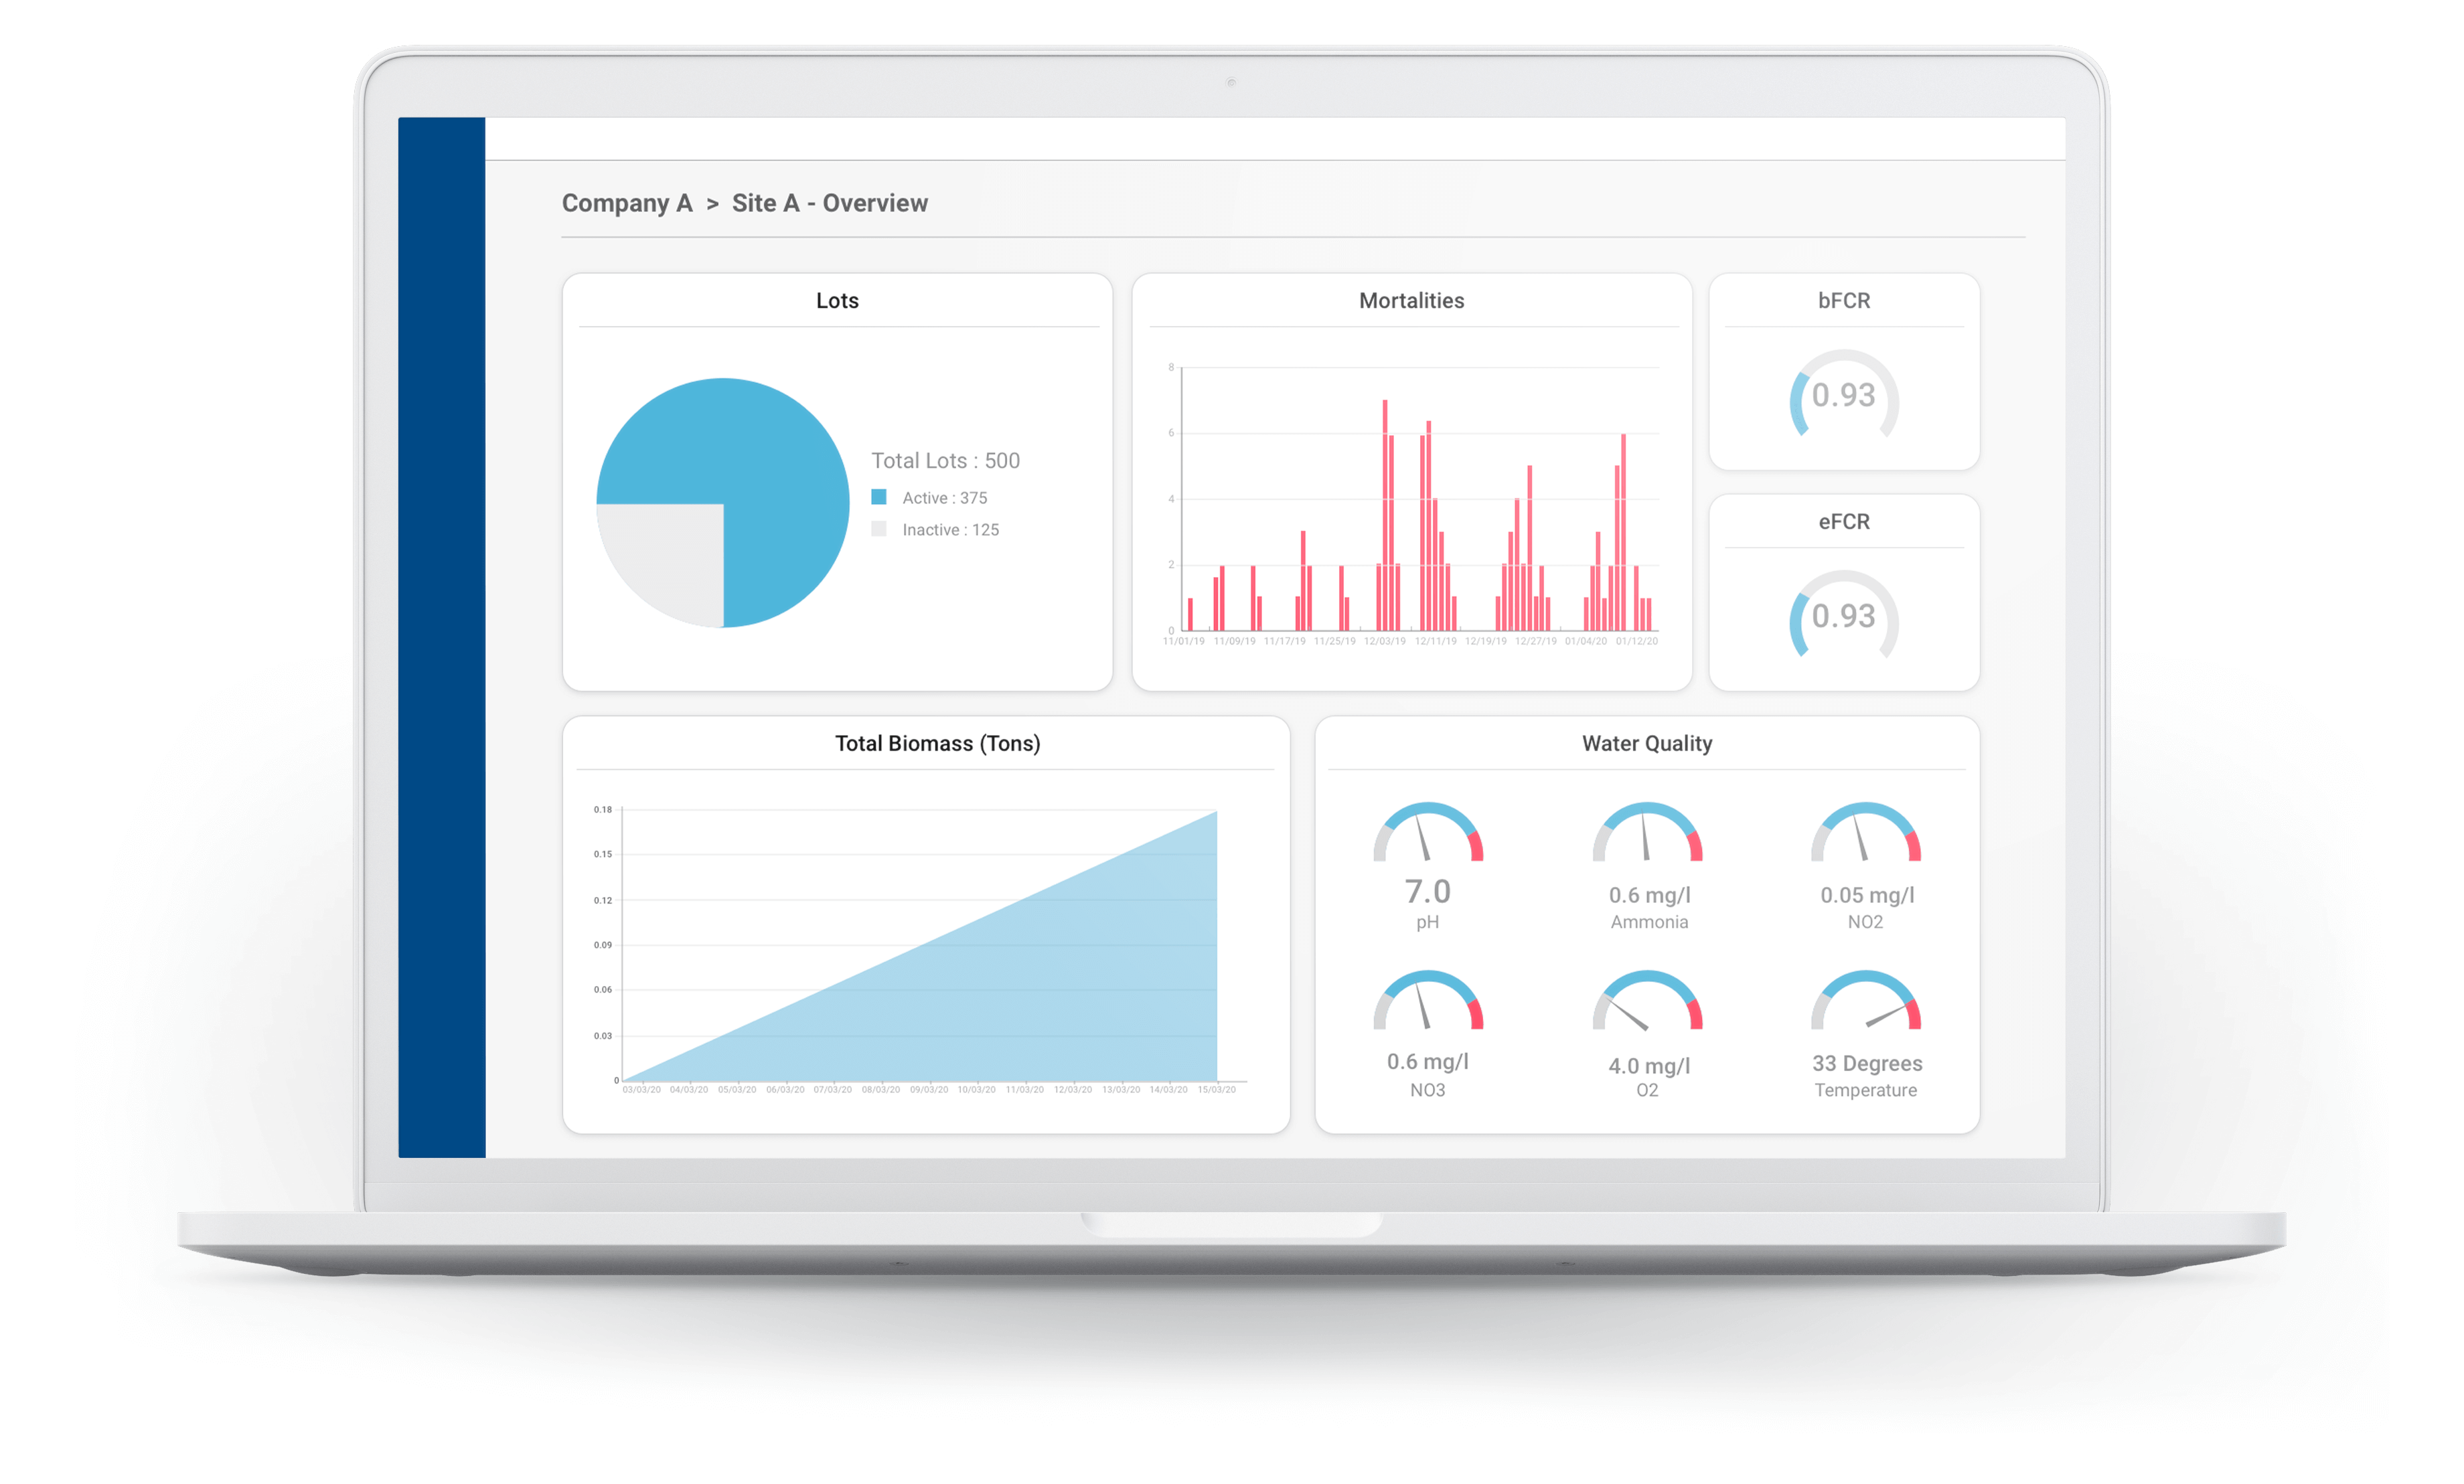 Company A > Site A - Overview
Lots
Total Lots : 500
Active : 375
Inactive : 125
Mortalities
8
6
4
2
0
11/01/19 11/09/19 11/17/19 11/25/19 12/03/19 12/11/19 12/19/19 12/27/19 01/04/20 01/12/20
bFCR
0.93
eFCR
0.93
Total Biomass (Tons)
0.18
0.15
0.12
0.09
0.06
0.03
0
03/03/20 04/03/20 05/03/20 06/03/20 07/03/20 08/03/20 09/03/20 10/03/20 11/03/20 12/03/20 13/03/20 14/03/20 15/03/20
Water Quality
7.0
pH
0.6 mg/l
Ammonia
0.05 mg/l
NO2
0.6 mg/l
NO3
4.0 mg/l
O2
33 Degrees
Temperature